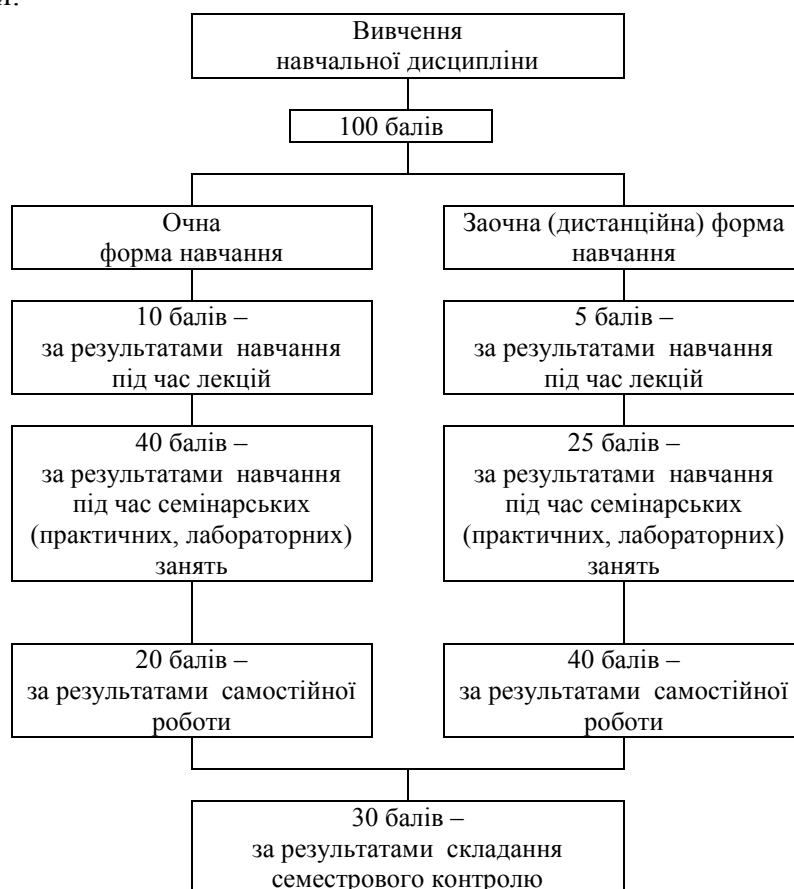 Вивчення
навчальної дисципліни
100 балів
Очна
форма навчання
Заочна (дистанційна) форма
навчання
10 балів –
за результатами навчання
під час лекцій
5 балів –
за результатами навчання
під час лекцій
40 балів –
за результатами навчання
під час семінарських
(практичних, лабораторних)
занять
25 балів –
за результатами навчання
під час семінарських
(практичних, лабораторних)
занять
20 балів –
за результатами самостійної
роботи
40 балів –
за результатами самостійної
роботи
30 балів –
за результатами складання
семестрового контролю